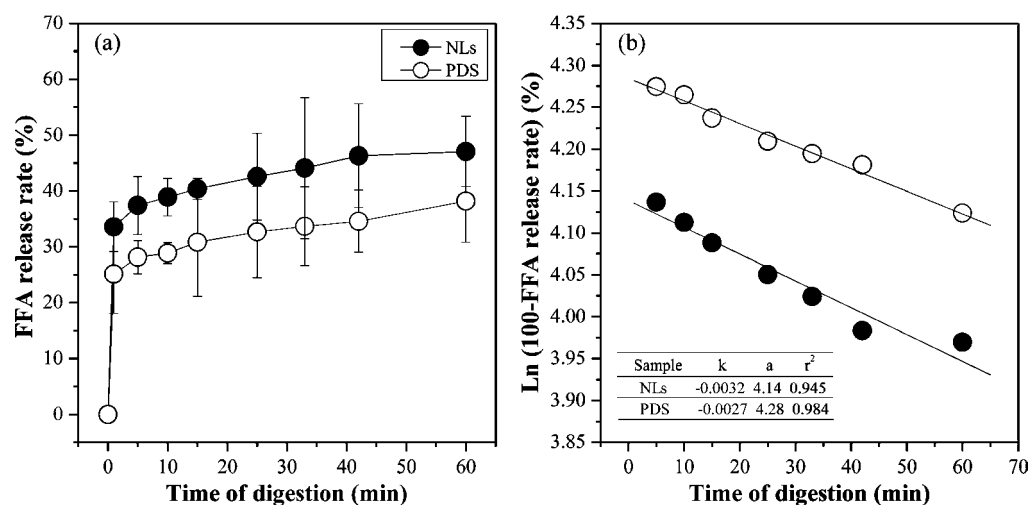 (a)
NLs
PDS
70
60
50
40
30
20
10
0
FFA release rate (%)
0 10 20 30 40 50 60
Time of digestion (min)
(b)
4.35
4.30
4.25
4.20
4.15
4.10
4.05
4.00
3.95
3.90
3.85
Ln (100-FFA release rate) (%)
Sample k a r²
NLs -0.0032 4.14 0.945
PDS -0.0027 4.28 0.984
0 10 20 30 40 50 60 70
Time of digestion (min)